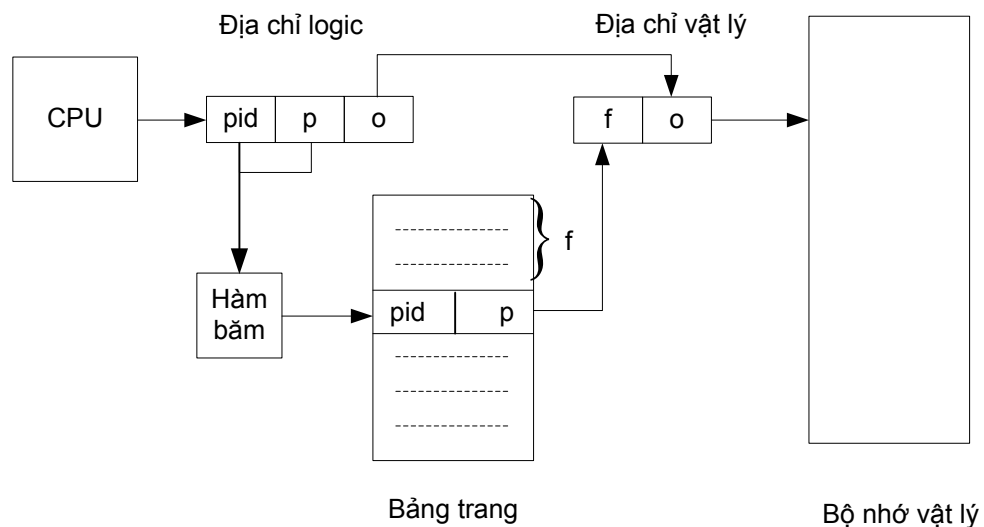 Địa chỉ logic
Địa chỉ vật lý
CPU
pid p o
f o
f
Hàm
băm
pid p
Bảng trang
Bộ nhớ vật lý